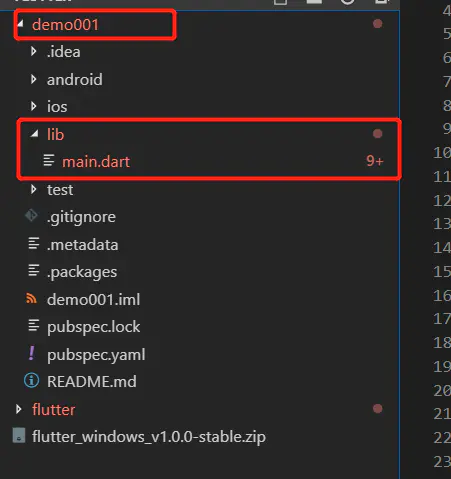 4
demo001
5
.idea
6
android
7
ios
8
lib
9
main.dart 9+
10
test
11
.gitignore
12
.metadata
13
.packages
14
15
demo001.iml
16
pubspec.lock
17
pubspec.yaml
18
README.md
19
20
flutter
21
flutter_windows_v1.0.0-stable.zip
22
23